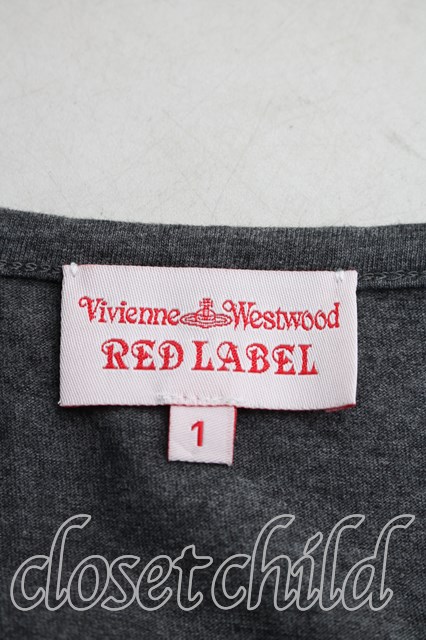 Vivienne Westwood
RED LABEL
1
closet child